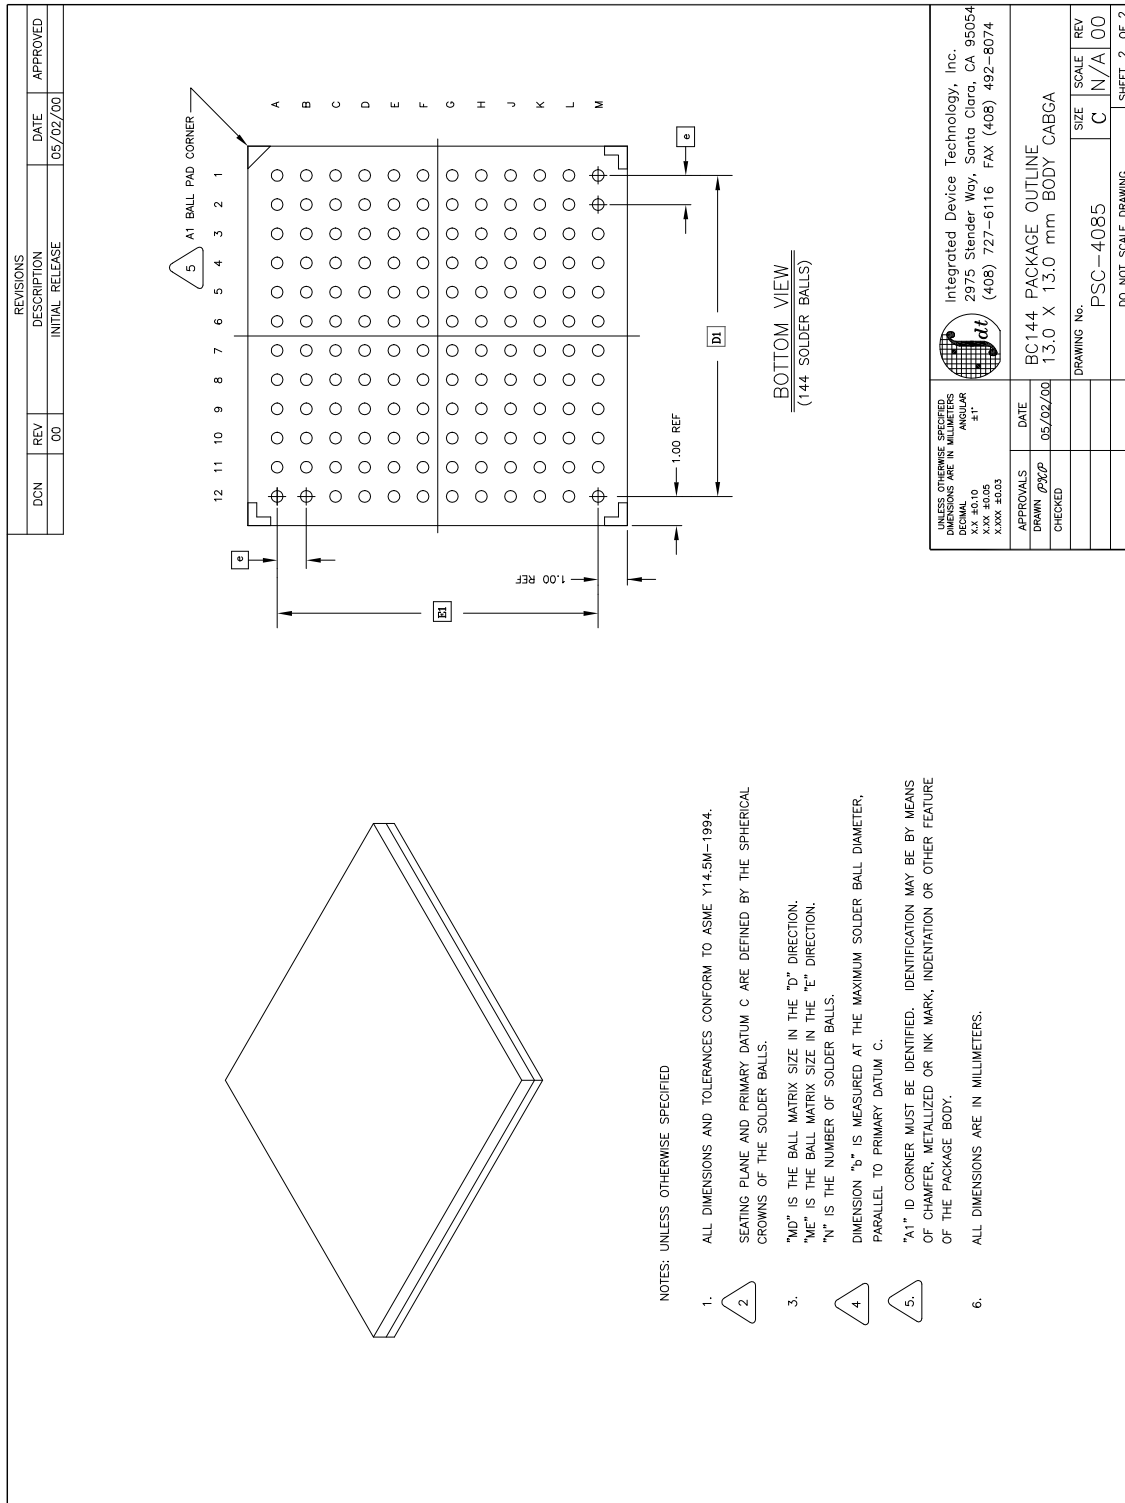 REVISIONS
DCN REV DESCRIPTION DATE APPROVED
00 INITIAL RELEASE 05/02/00
5 A1 BALL PAD CORNER
12 11 10 9 8 7 6 5 4 3 2 1
A
B
C
D
E
F
G
H
J
K
L
M
e
E1
1.00 REF
1.00 REF
D1
e
BOTTOM VIEW
(144 SOLDER BALLS)
NOTES: UNLESS OTHERWISE SPECIFIED
1. ALL DIMENSIONS AND TOLERANCES CONFORM TO ASME Y14.5M-1994.
2 SEATING PLANE AND PRIMARY DATUM C ARE DEFINED BY THE SPHERICAL
CROWNS OF THE SOLDER BALLS.
3. "MD" IS THE BALL MATRIX SIZE IN THE "D" DIRECTION.
"ME" IS THE BALL MATRIX SIZE IN THE "E" DIRECTION.
"N" IS THE NUMBER OF SOLDER BALLS.
4 DIMENSION "b" IS MEASURED AT THE MAXIMUM SOLDER BALL DIAMETER,
PARALLEL TO PRIMARY DATUM C.
5. "A1" ID CORNER MUST BE IDENTIFIED. IDENTIFICATION MAY BE BY MEANS
OF CHAMFER, METALLIZED OR INK MARK, INDENTATION OR OTHER FEATURE
OF THE PACKAGE BODY.
6. ALL DIMENSIONS ARE IN MILLIMETERS.
UNLESS OTHERWISE SPECIFIED
DIMENSIONS ARE IN MILLIMETERS
DECIMAL ANGULAR
X.X ±0.10 ±1°
X.XX ±0.05
X.XXX ±0.03
APPROVALS DATE
DRAWN 05/02/00
CHECKED
idt
Integrated Device Technology, Inc.
2975 Stender Way, Santa Clara, CA 95054
(408) 727-6116 FAX (408) 492-8074
BC144 PACKAGE OUTLINE
13.0 X 13.0 mm BODY CABGA
DRAWING No. SIZE SCALE REV
PSC-4085 C N/A 00
DO NOT SCALE DRAWING SHEET 2 OF 2